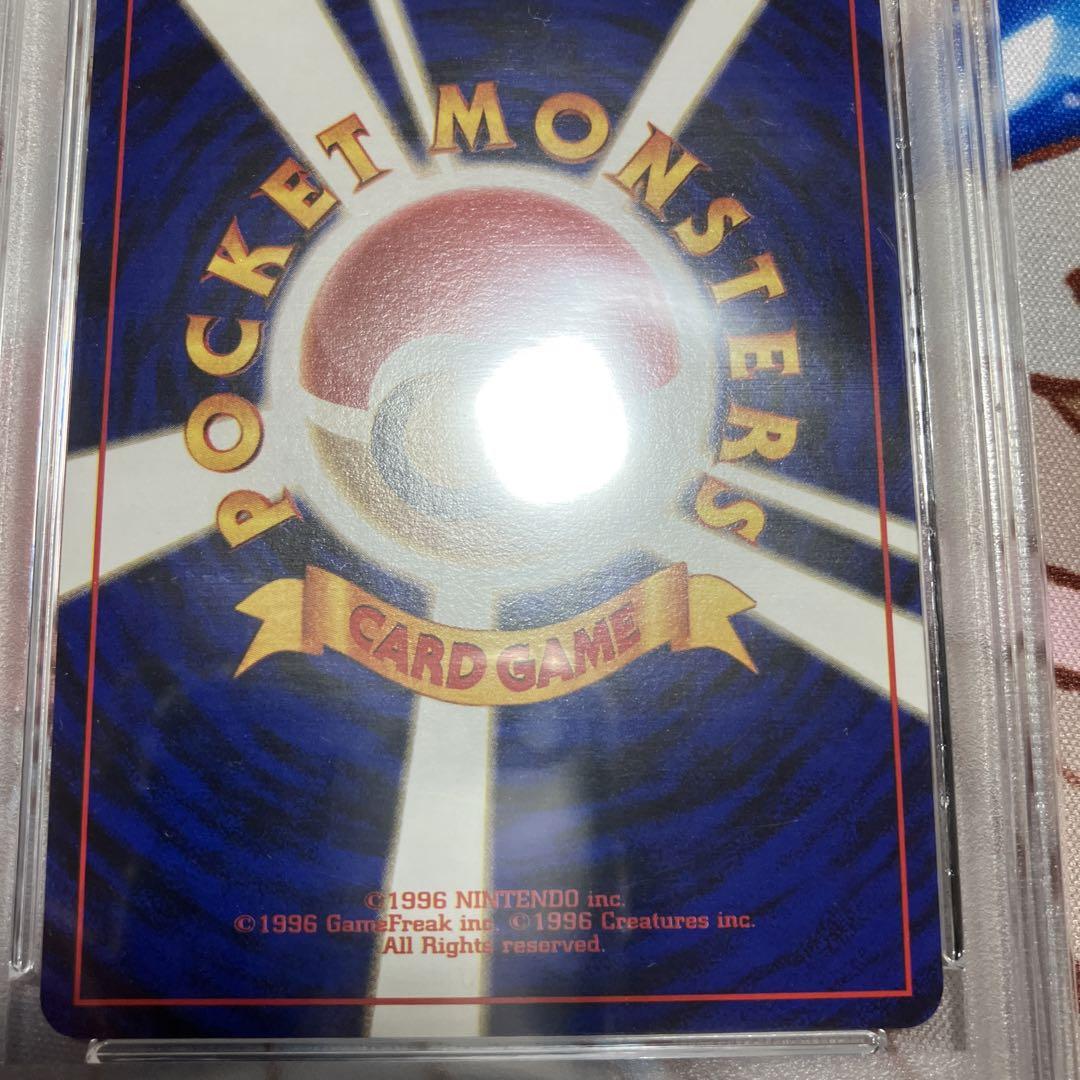 POCKET MONSTERS
CARD GAME
©1996 NINTENDO inc.
©1996 GameFreak inc. ©1996 Creatures inc.
All Rights reserved.